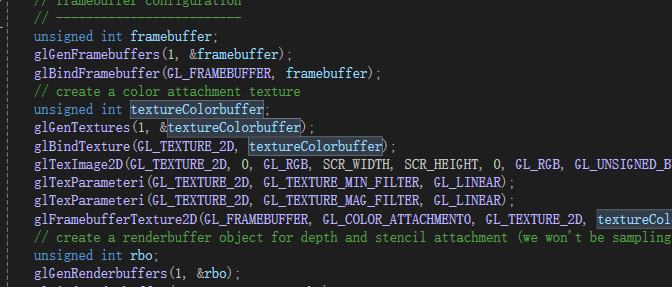 // framebuffer configuration
// -------------------------
unsigned int framebuffer;
glGenFramebuffers(1, &framebuffer);
glBindFramebuffer(GL_FRAMEBUFFER, framebuffer);
// create a color attachment texture
unsigned int textureColorbuffer;
glGenTextures(1, &textureColorbuffer);
glBindTexture(GL_TEXTURE_2D, textureColorbuffer);
glTexImage2D(GL_TEXTURE_2D, 0, GL_RGB, SCR_WIDTH, SCR_HEIGHT, 0, GL_RGB, GL_UNSIGNED_B
glTexParameteri(GL_TEXTURE_2D, GL_TEXTURE_MIN_FILTER, GL_LINEAR);
glTexParameteri(GL_TEXTURE_2D, GL_TEXTURE_MAG_FILTER, GL_LINEAR);
glFramebufferTexture2D(GL_FRAMEBUFFER, GL_COLOR_ATTACHMENT0, GL_TEXTURE_2D, textureCol
// create a renderbuffer object for depth and stencil attachment (we won't be sampling
unsigned int rbo;
glGenRenderbuffers(1, &rbo);